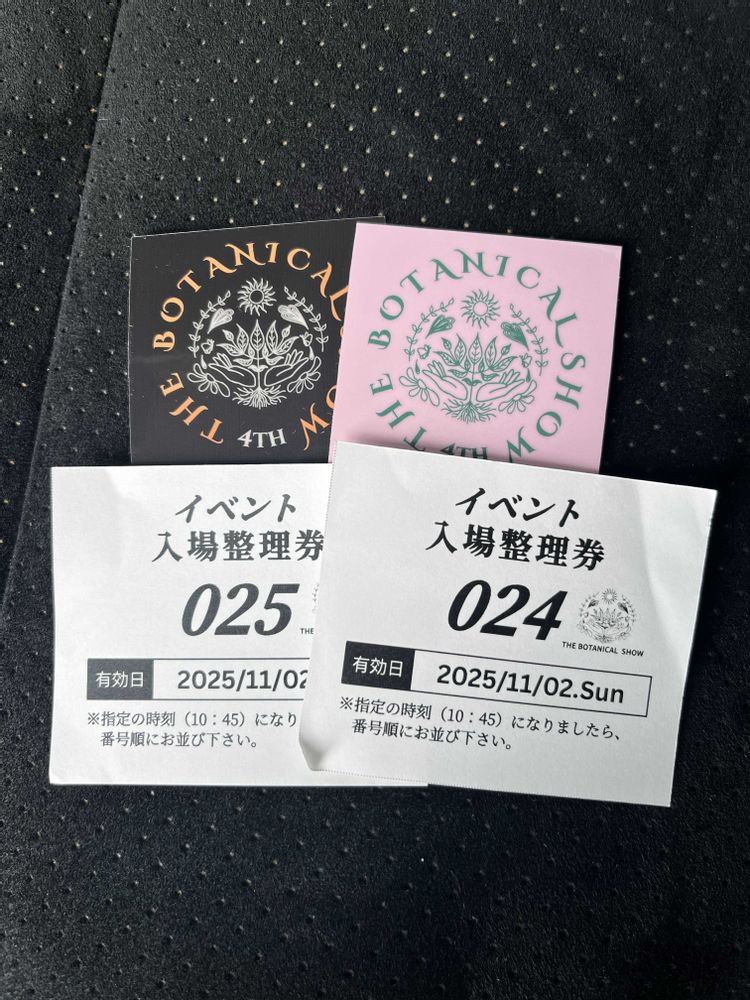 THE BOTANICAL SHOW
4TH
THE BOTANICAL SHOW
4TH
イベント
入場整理券
025
THE
有効日 2025/11/02
※指定の時刻（10：45）になり
番号順にお並び下さい。
イベント
入場整理券
024
THE BOTANICAL SHOW
有効日 2025/11/02.Sun
※指定の時刻（10：45）になりましたら、
番号順にお並び下さい。